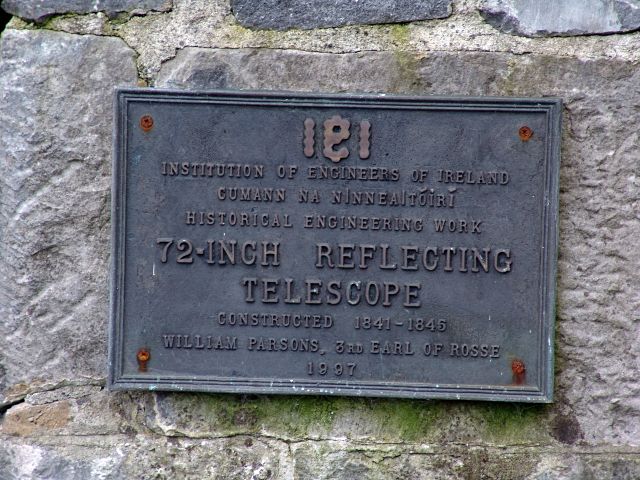 IEI
INSTITUTION OF ENGINEERS OF IRELAND
CUMANN NA NINNEALTÓIRÍ
HISTORICAL ENGINEERING WORK
72-INCH REFLECTING
TELESCOPE
CONSTRUCTED 1841-1845
WILLIAM PARSONS, 3RD EARL OF ROSSE
1997